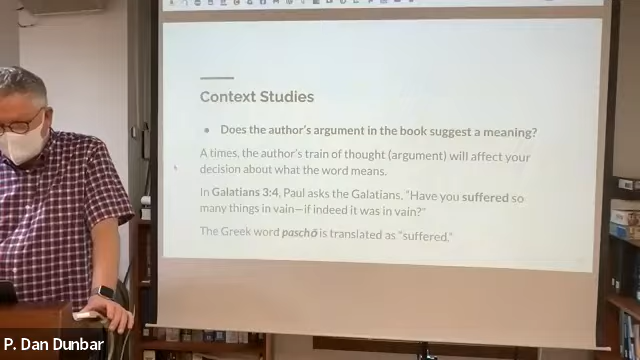 Context Studies
● Does the author's argument in the book suggest a meaning?
A times, the author's train of thought (argument) will affect your
decision about what the word means.
In Galatians 3:4, Paul asks the Galatians, "Have you suffered so
many things in vain—if indeed it was in vain?"
The Greek word paschō is translated as "suffered."
P. Dan Dunbar